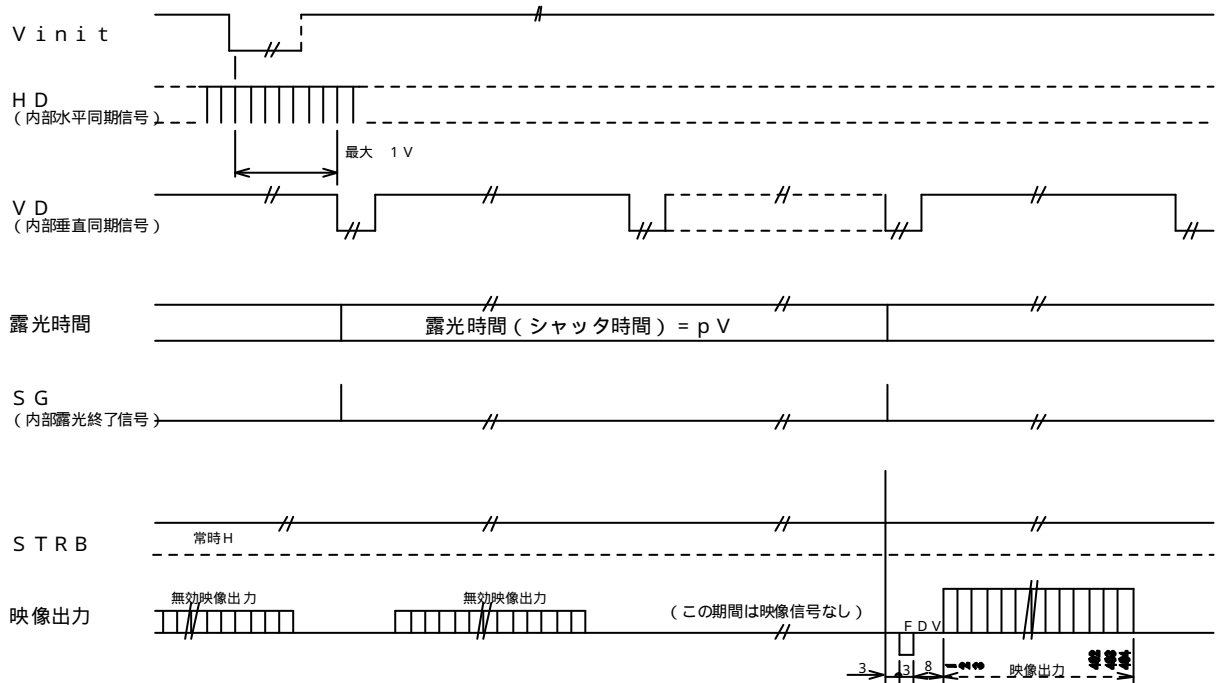 Ｖｉｎｉｔ
ＨＤ
(内部水平同期信号)
最大 １Ｖ
ＶＤ
(内部垂直同期信号)
露光時間
露光時間(シャッタ時間)＝ｐＶ
ＳＧ
(内部露光終了信号)
ＳＴＲＢ
常時Ｈ
映像出力
無効映像出力
無効映像出力
(この期間は映像信号なし)
ＦＤＶ
3
3
8
1
2
3
映像出力